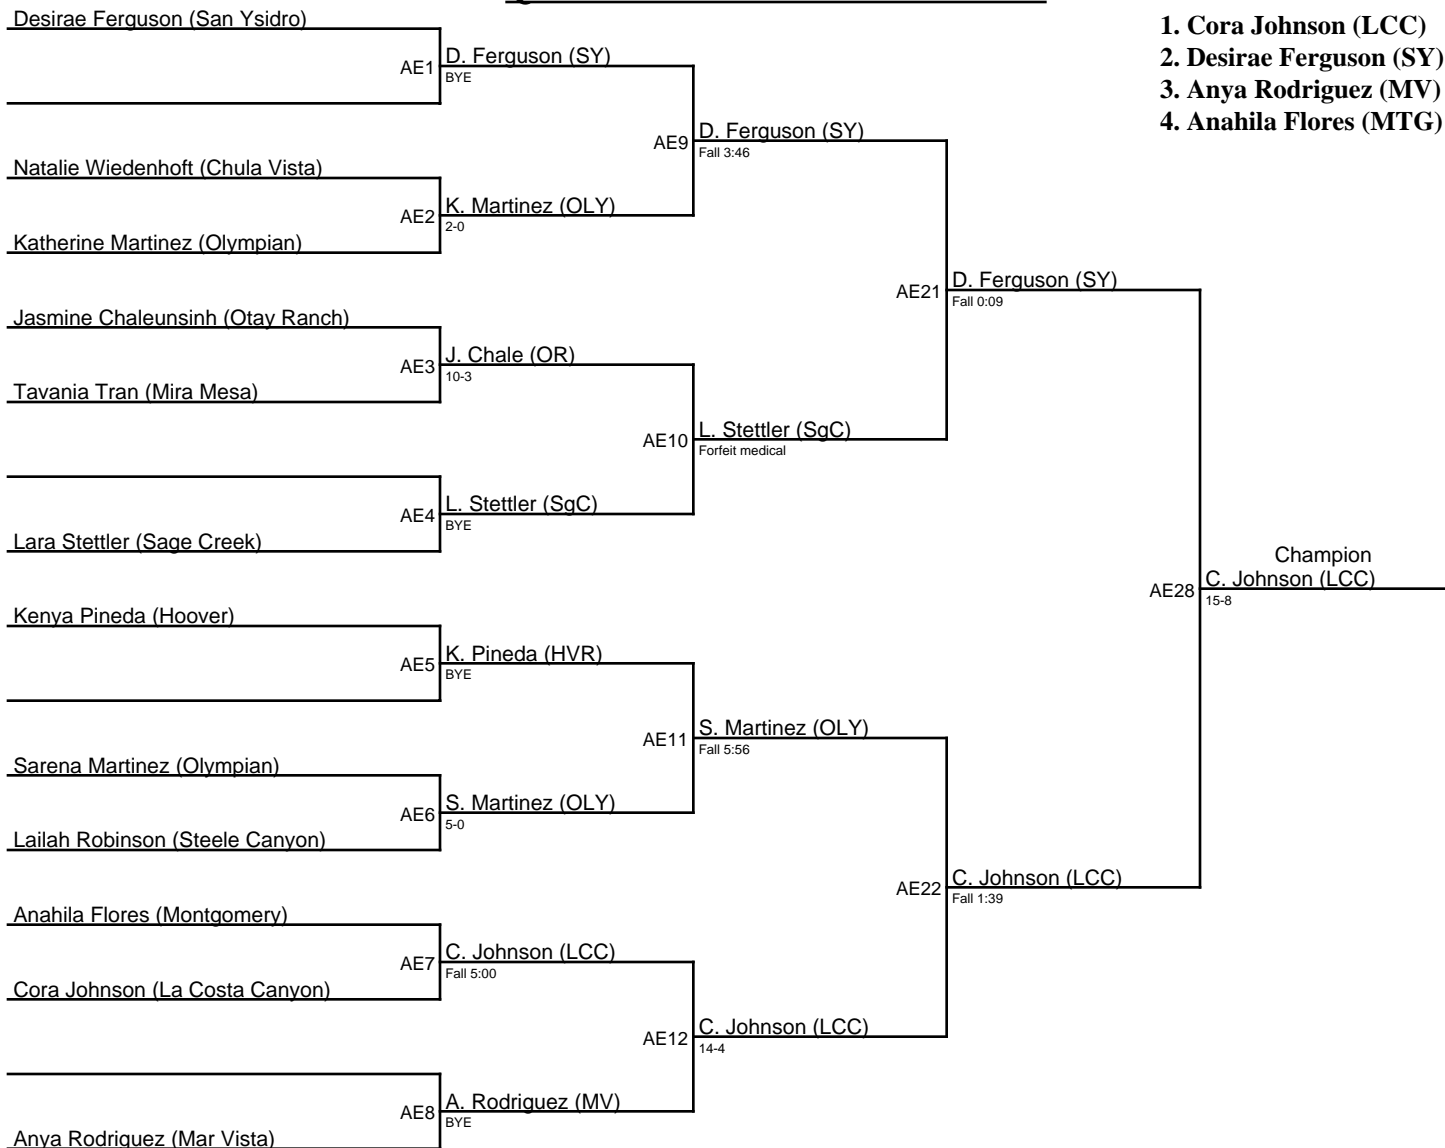 Desirae Ferguson (San Ysidro)
AE1
D. Ferguson (SY)
BYE
AE9
D. Ferguson (SY)
Fall 3:46
Natalie Wiedenhoft (Chula Vista)
AE2
K. Martinez (OLY)
2-0
Katherine Martinez (Olympian)
AE21
D. Ferguson (SY)
Fall 0:09
Jasmine Chaleunsinh (Otay Ranch)
AE3
J. Chale (OR)
10-3
Tavania Tran (Mira Mesa)
AE10
L. Stettler (SgC)
Forfeit medical
AE4
L. Stettler (SgC)
BYE
Lara Stettler (Sage Creek)
Champion
AE28
C. Johnson (LCC)
15-8
Kenya Pineda (Hoover)
AE5
K. Pineda (HVR)
BYE
AE11
S. Martinez (OLY)
Fall 5:56
Sarena Martinez (Olympian)
AE6
S. Martinez (OLY)
5-0
Lailah Robinson (Steele Canyon)
AE22
C. Johnson (LCC)
Fall 1:39
Anahila Flores (Montgomery)
AE7
C. Johnson (LCC)
Fall 5:00
Cora Johnson (La Costa Canyon)
AE12
C. Johnson (LCC)
14-4
AE8
A. Rodriguez (MV)
BYE
Anya Rodriguez (Mar Vista)
1. Cora Johnson (LCC)
2. Desirae Ferguson (SY)
3. Anya Rodriguez (MV)
4. Anahila Flores (MTG)